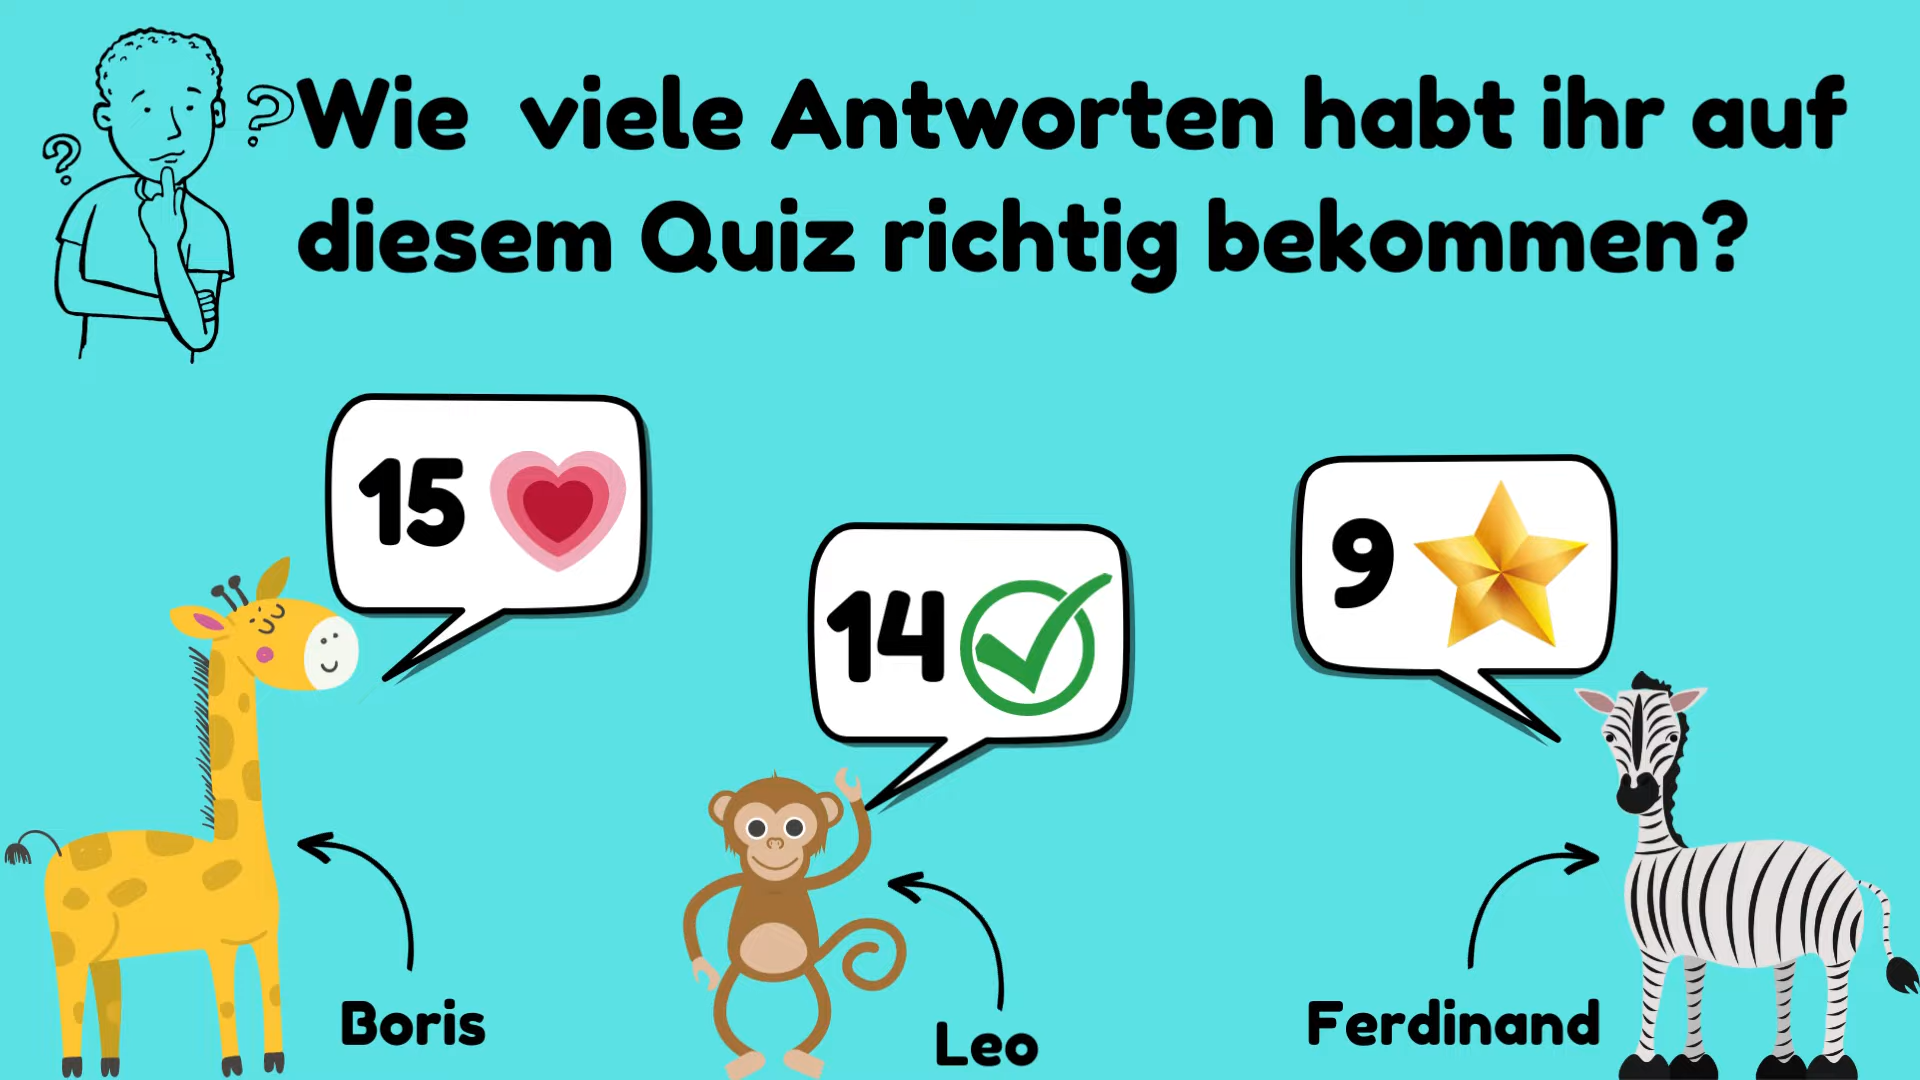 Wie  viele Antworten habt ihr auf
diesem Quiz richtig bekommen?
15
14
9
Boris
Leo
Ferdinand